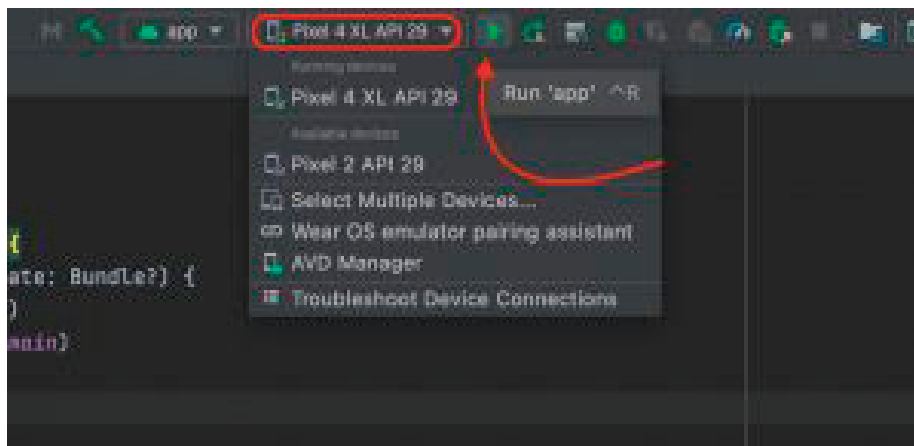 app
Pixel 4 XL API 29
Running devices
Pixel 4 XL API 29
Run 'app' ^R
Available devices
Pixel 2 API 29
Select Multiple Devices...
Wear OS emulator pairing assistant
AVD Manager
Troubleshoot Device Connections
{
ate: Bundle?) {
)
main)